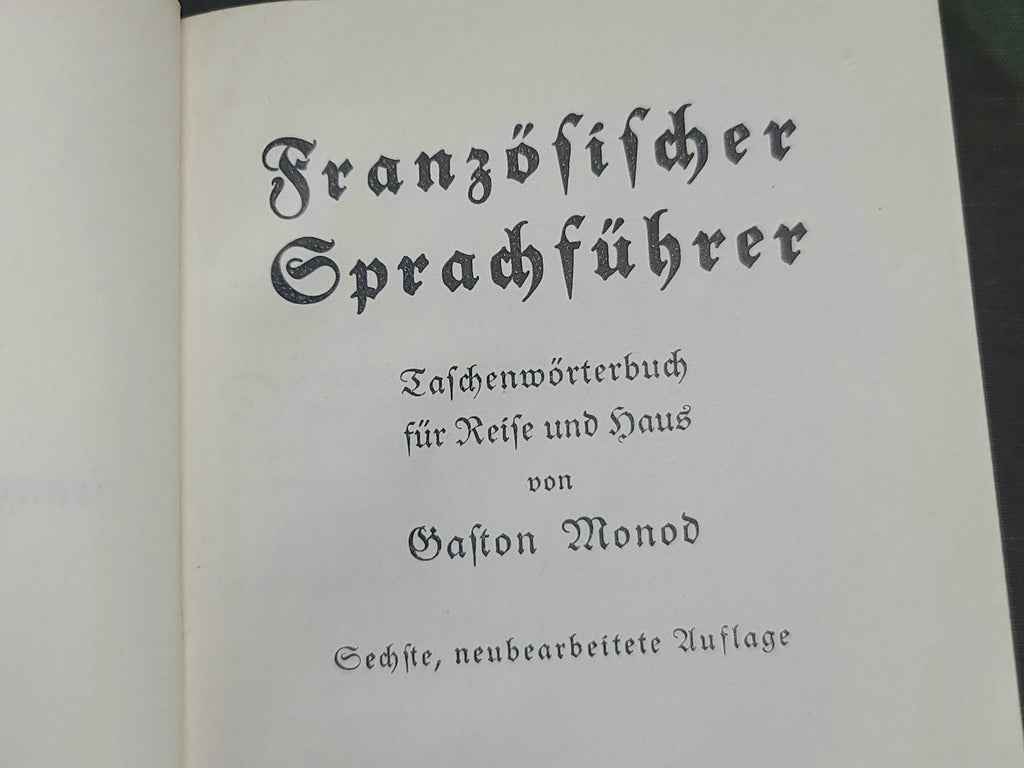 Französischer
Sprachführer
Taschenwörterbuch
für Reise und Haus
von
Gaston Monod
Sechste, neubearbeitete Auflage